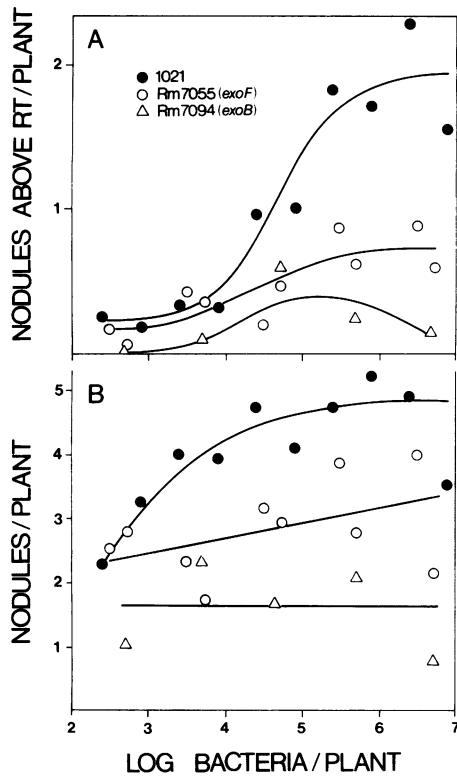 A
1021
Rm7055 (exoF)
Rm7094 (exoB)
NODULES ABOVE RT/PLANT
2
1
B
NODULES/PLANT
5
4
3
2
1
2 3 4 5 6 7
LOG BACTERIA/PLANT